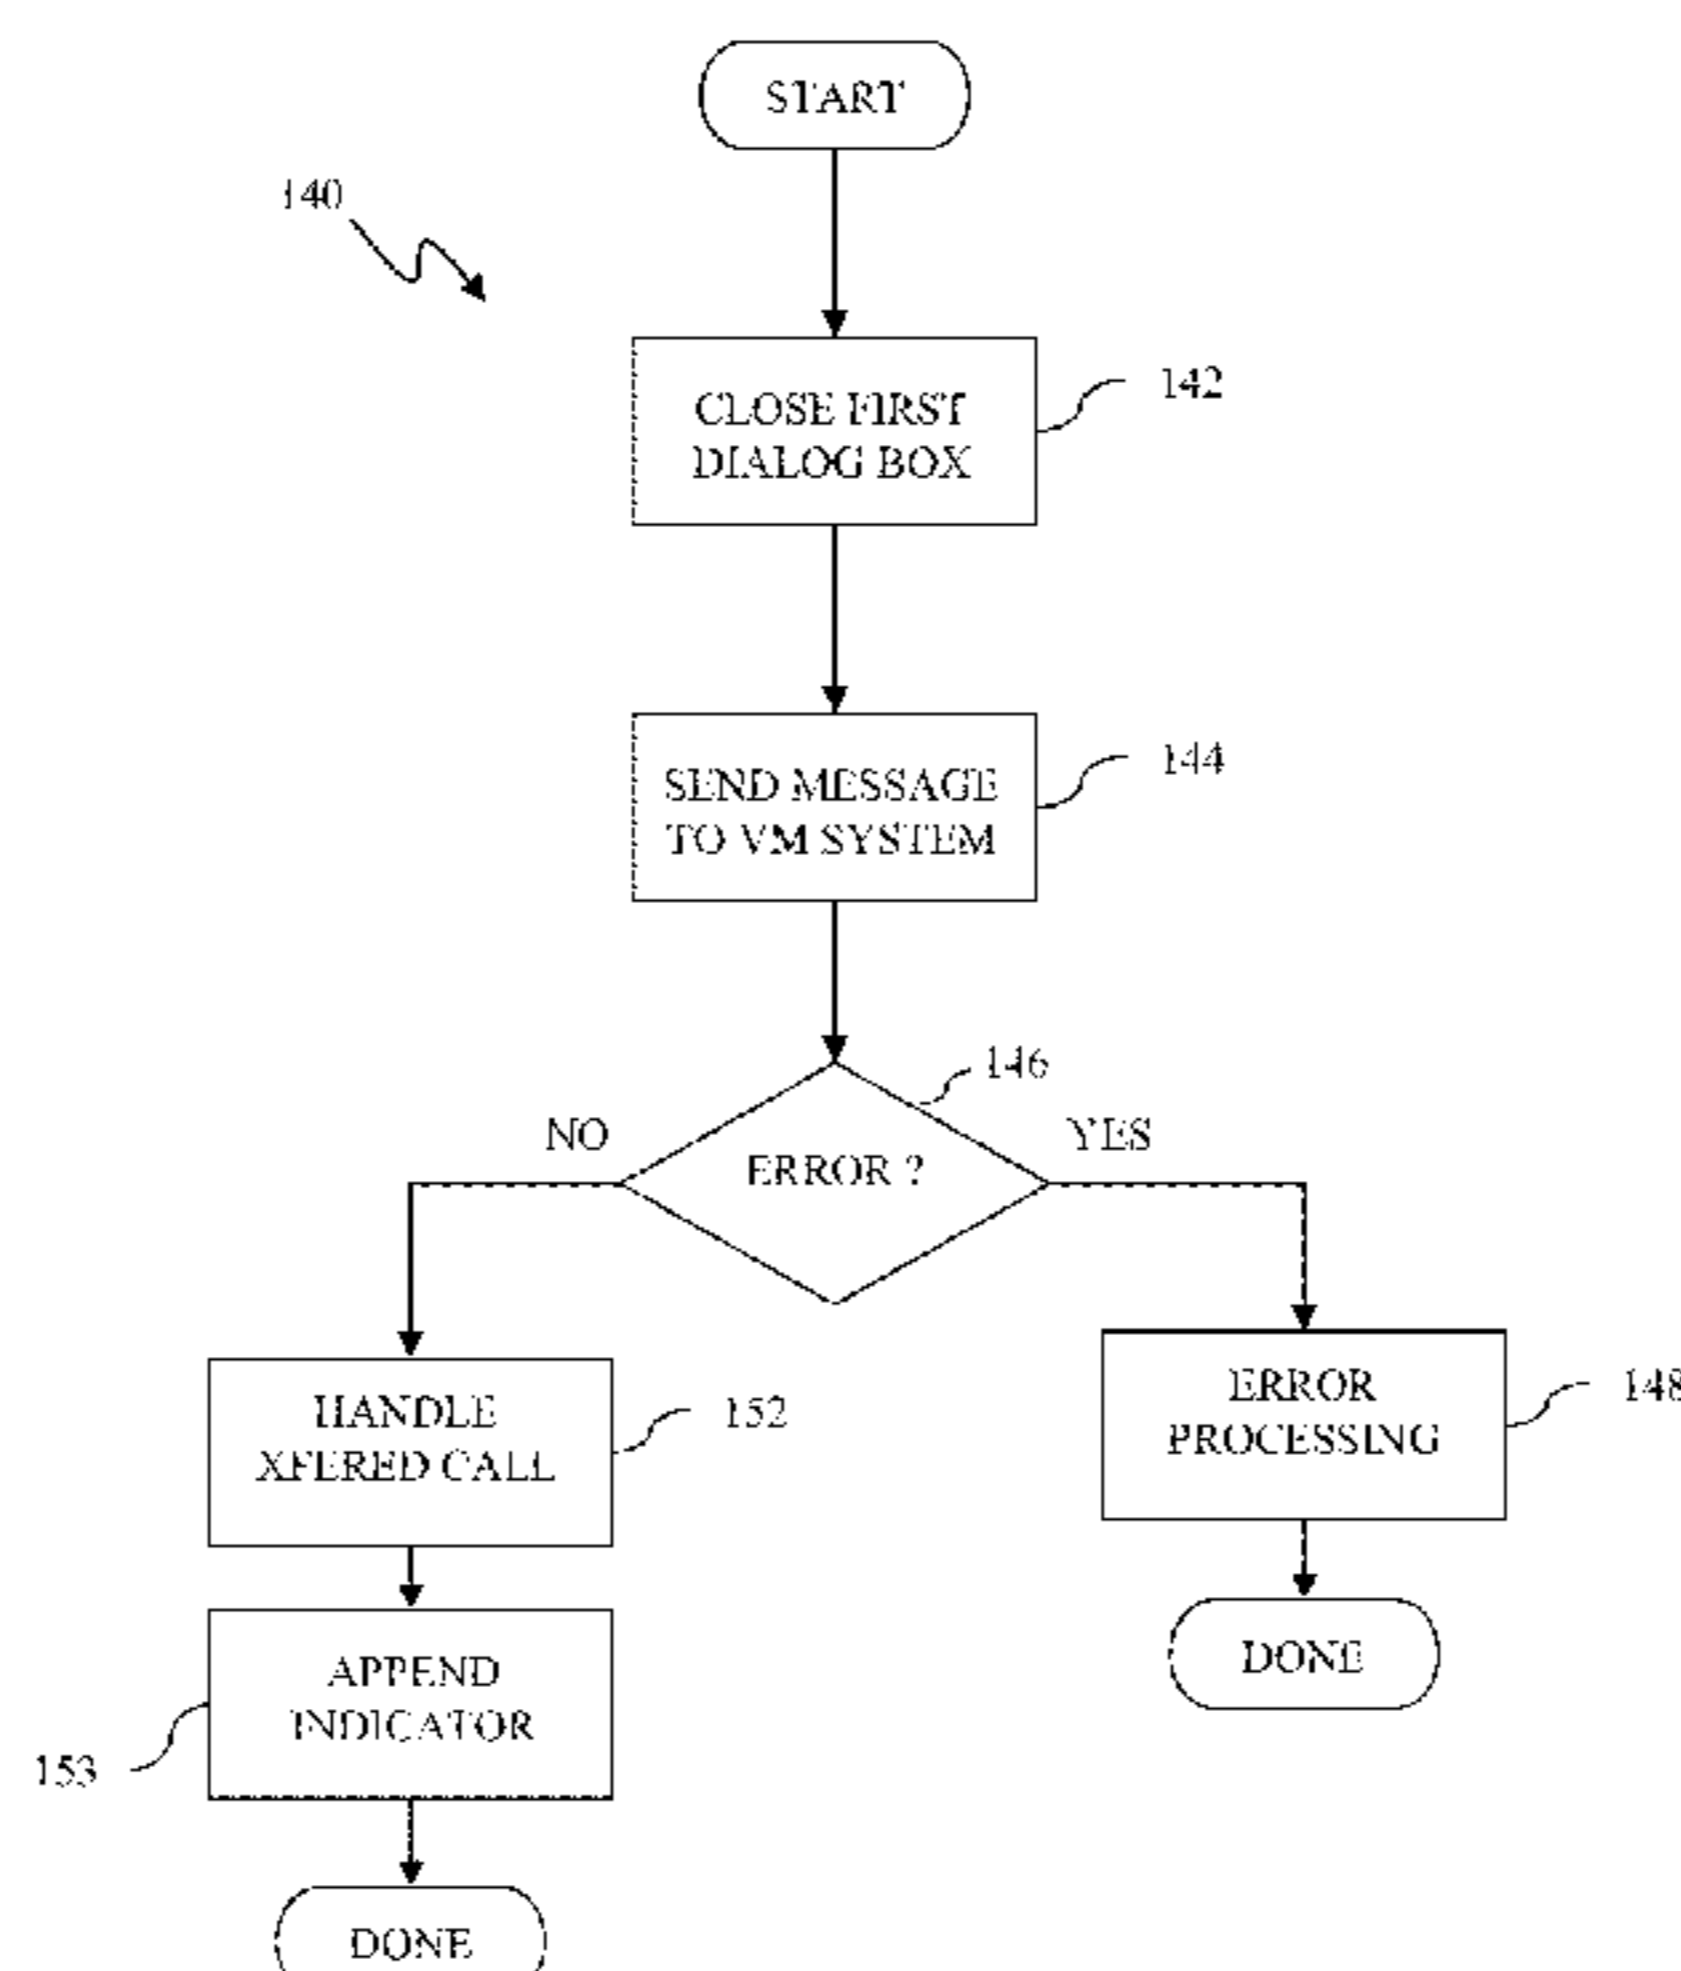 START
140
CLOSE FIRST
DIALOG BOX
142
SEND MESSAGE
TO VM SYSTEM
144
146
NO
ERROR ?
YES
HANDLE
XFERED CALL
152
ERROR
PROCESSING
148
APPEND
INDICATOR
153
DONE
DONE